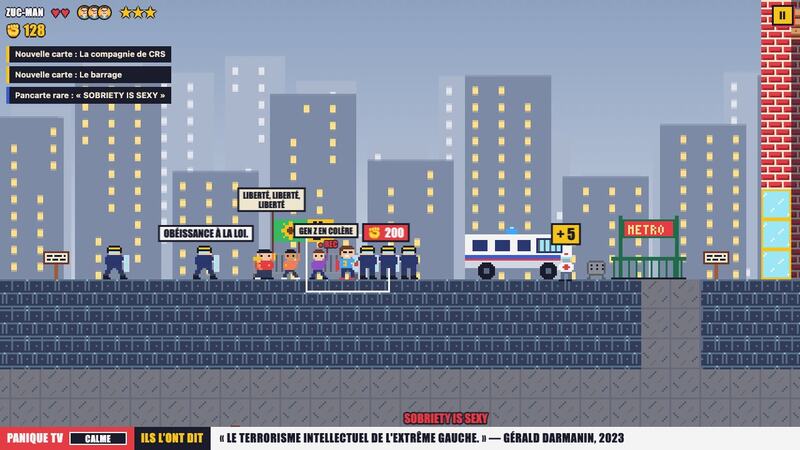 ZUC-MAN
128
Nouvelle carte : La compagnie de CRS
Nouvelle carte : Le barrage
Pancarte rare : « SOBRIETY IS SEXY »
LIBERTÉ, LIBERTÉ
LIBERTÉ
OBÉISSANCE À LA LOI.
GEN Z EN COLÈRE
200
REC
+5
METRO
SOBRIETY IS SEXY
PANIQUE TV
CALME
ILS L'ONT DIT
« LE TERRORISME INTELLECTUEL DE L'EXTRÊME GAUCHE. » — GÉRALD DARMANIN, 2023